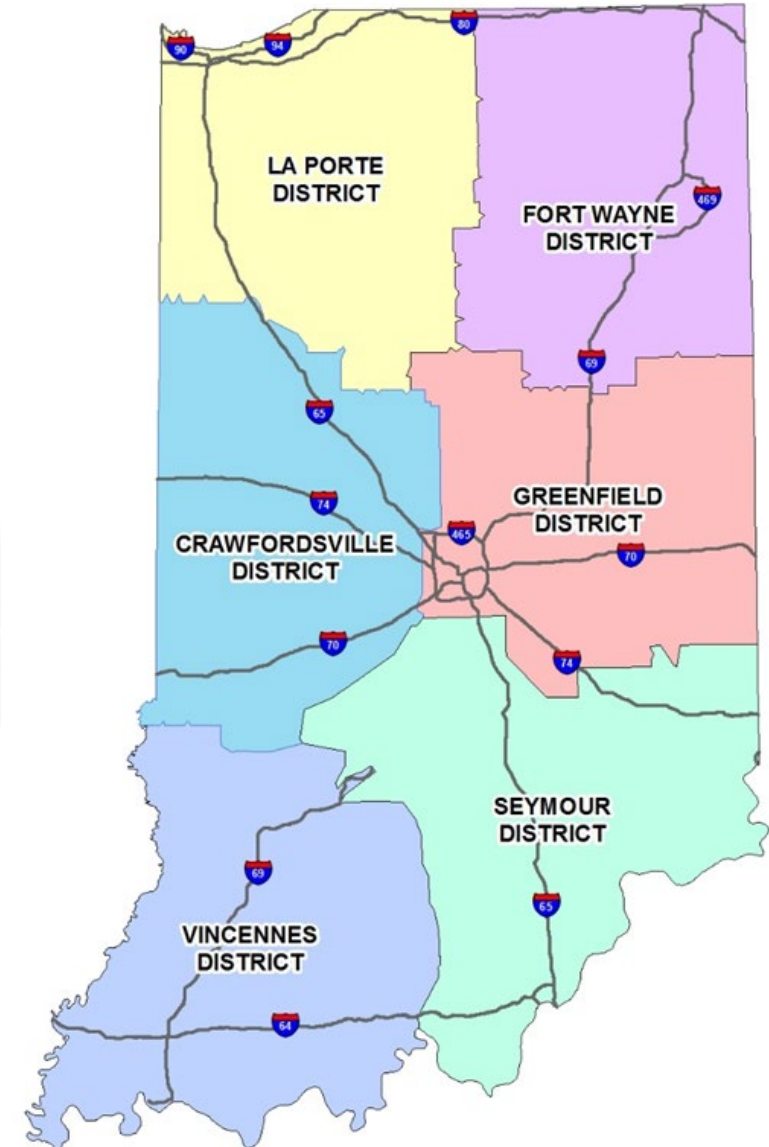 80
94
90
LA PORTE
DISTRICT
469
FORT WAYNE
DISTRICT
69
65
74
GREENFIELD
DISTRICT
465
CRAWFORDSVILLE
DISTRICT
70
70
74
SEYMOUR
DISTRICT
69
65
VINCENNES
DISTRICT
64